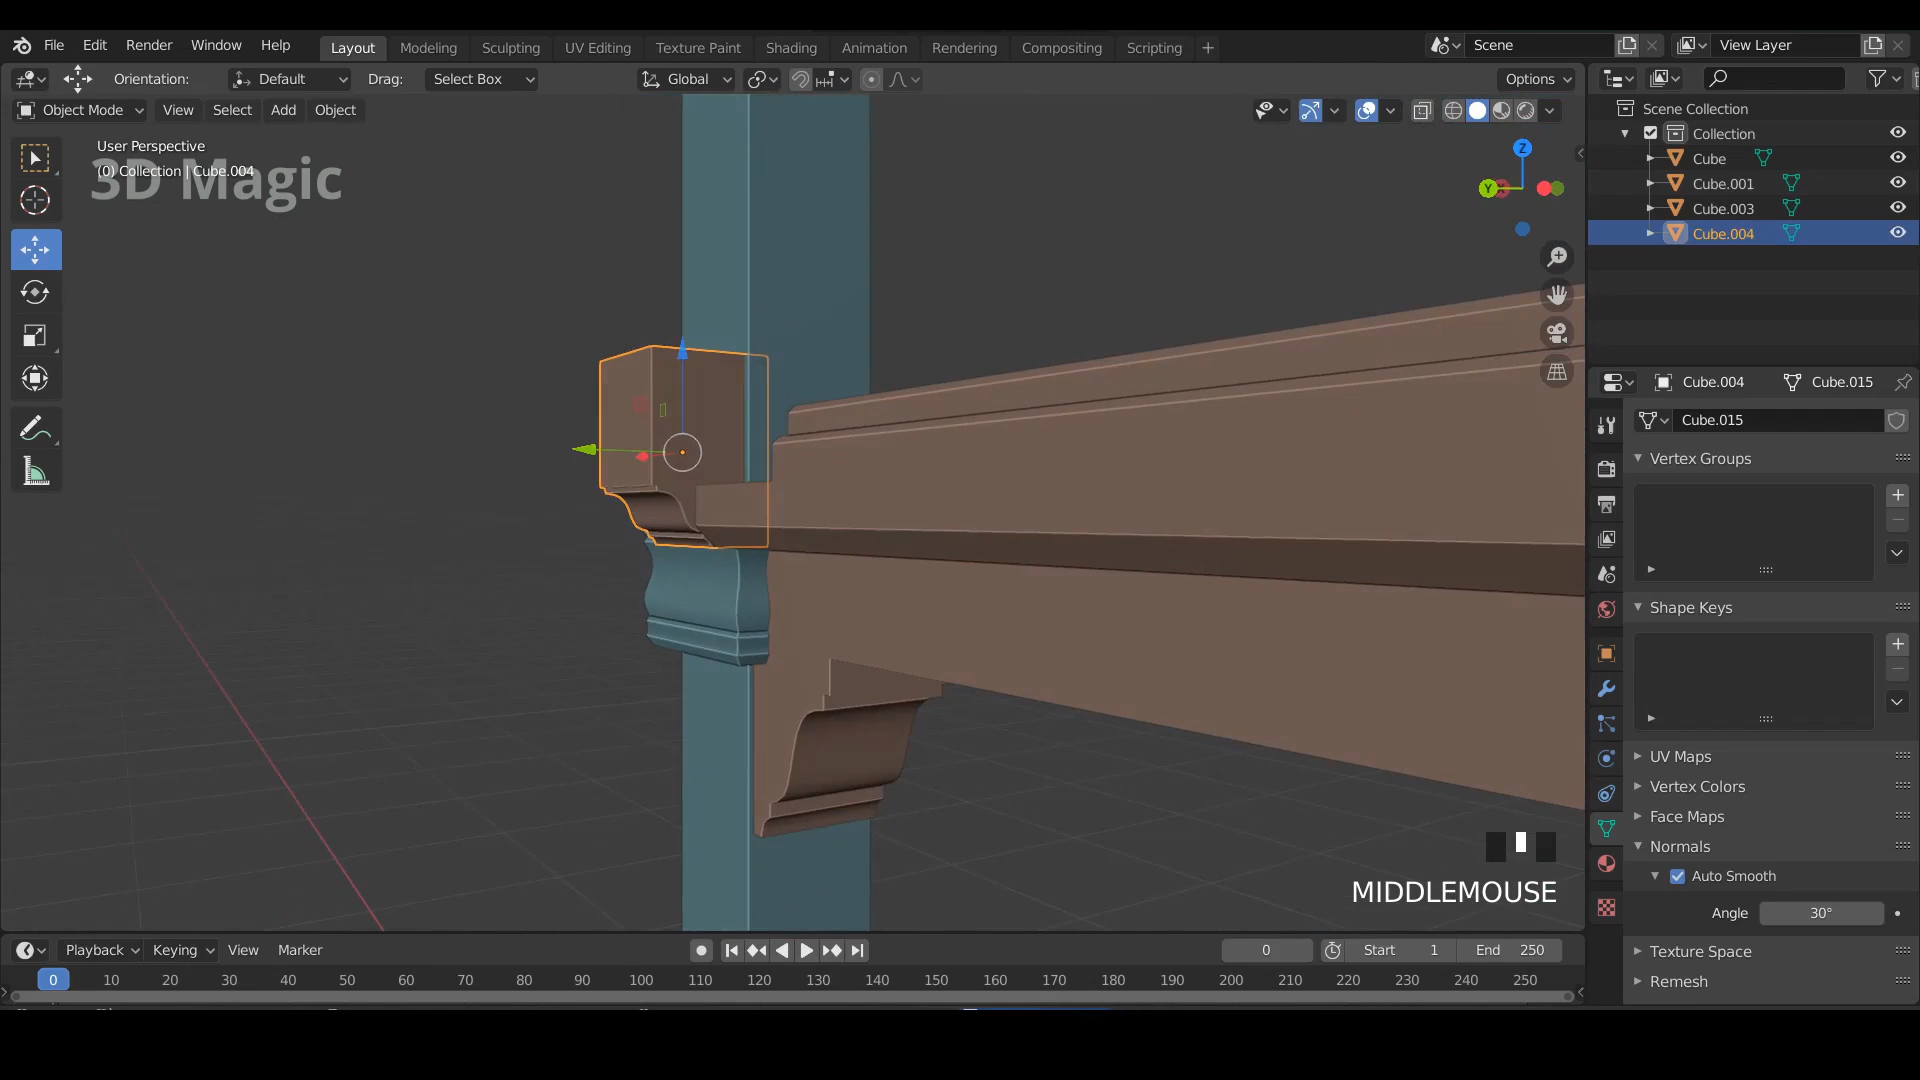 File Edit Render Window Help Layout Modeling Sculpting UV Editing Texture Paint Shading Animation Rendering Compositing Scripting + Scene View Layer
Orientation: Default Drag: Select Box Global Options
Object Mode View Select Add Object
User Perspective
(0) Collection | Cube.004
3D Magic
Z
Y
Scene Collection
Collection
Cube
Cube.001
Cube.003
Cube.004
Cube.004 Cube.015
Cube.015
Vertex Groups
Shape Keys
UV Maps
Vertex Colors
Face Maps
Normals
Auto Smooth
Angle 30°
Texture Space
Remesh
MIDDLEMOUSE
Playback Keying View Marker 0 Start 1 End 250
0 10 20 30 40 50 60 70 80 90 100 110 120 130 140 150 160 170 180 190 200 210 220 230 240 250